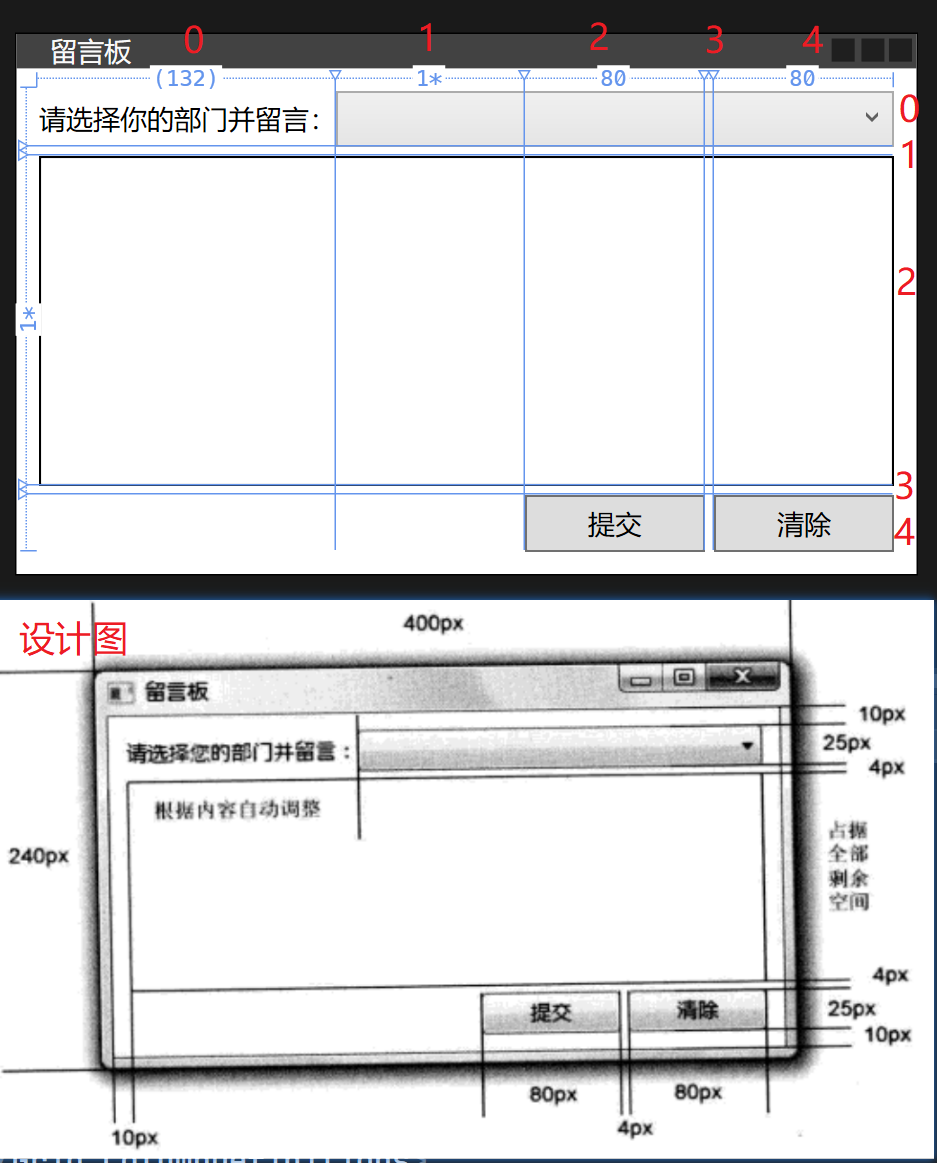 留言板 0 1 2 3 4
(132) 1* 80 80
请选择你的部门并留言： 0
1
2
1*
3
提交 清除 4
设计图
400px
留言板
10px
请选择您的部门并留言： 25px
4px
根据内容自动调整
占据
全部
剩余
空间
240px
4px
提交 清除 25px
10px
80px 80px
4px
10px